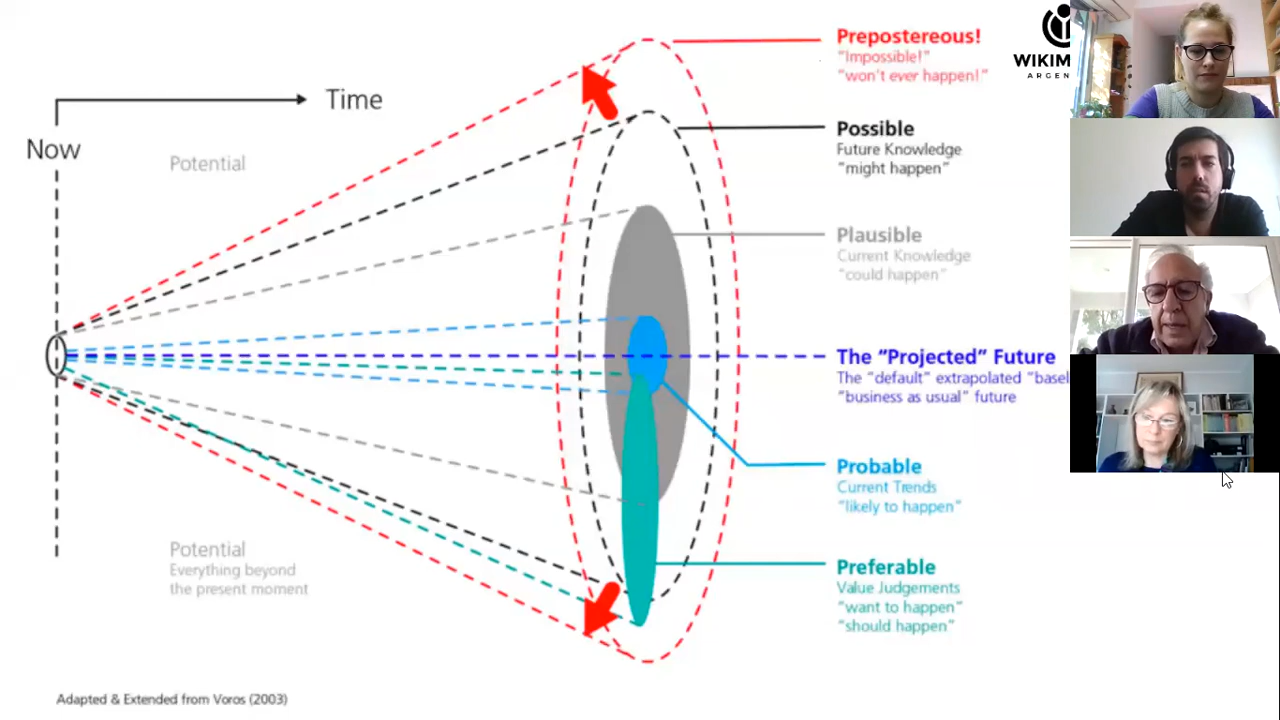 Prepostereous!
"Impossible!"
"won't ever happen!"
WIKIM
ARGEN
Time
Now
Potential
Possible
Future Knowledge
"might happen"
Plausible
Current Knowledge
"could happen"
The "Projected" Future
The "default" extrapolated "basel
"business as usual" future
Probable
Current Trends
"likely to happen"
Potential
Everything beyond
the present moment
Preferable
Value Judgements
"want to happen"
"should happen"
Adapted & Extended from Voros (2003)